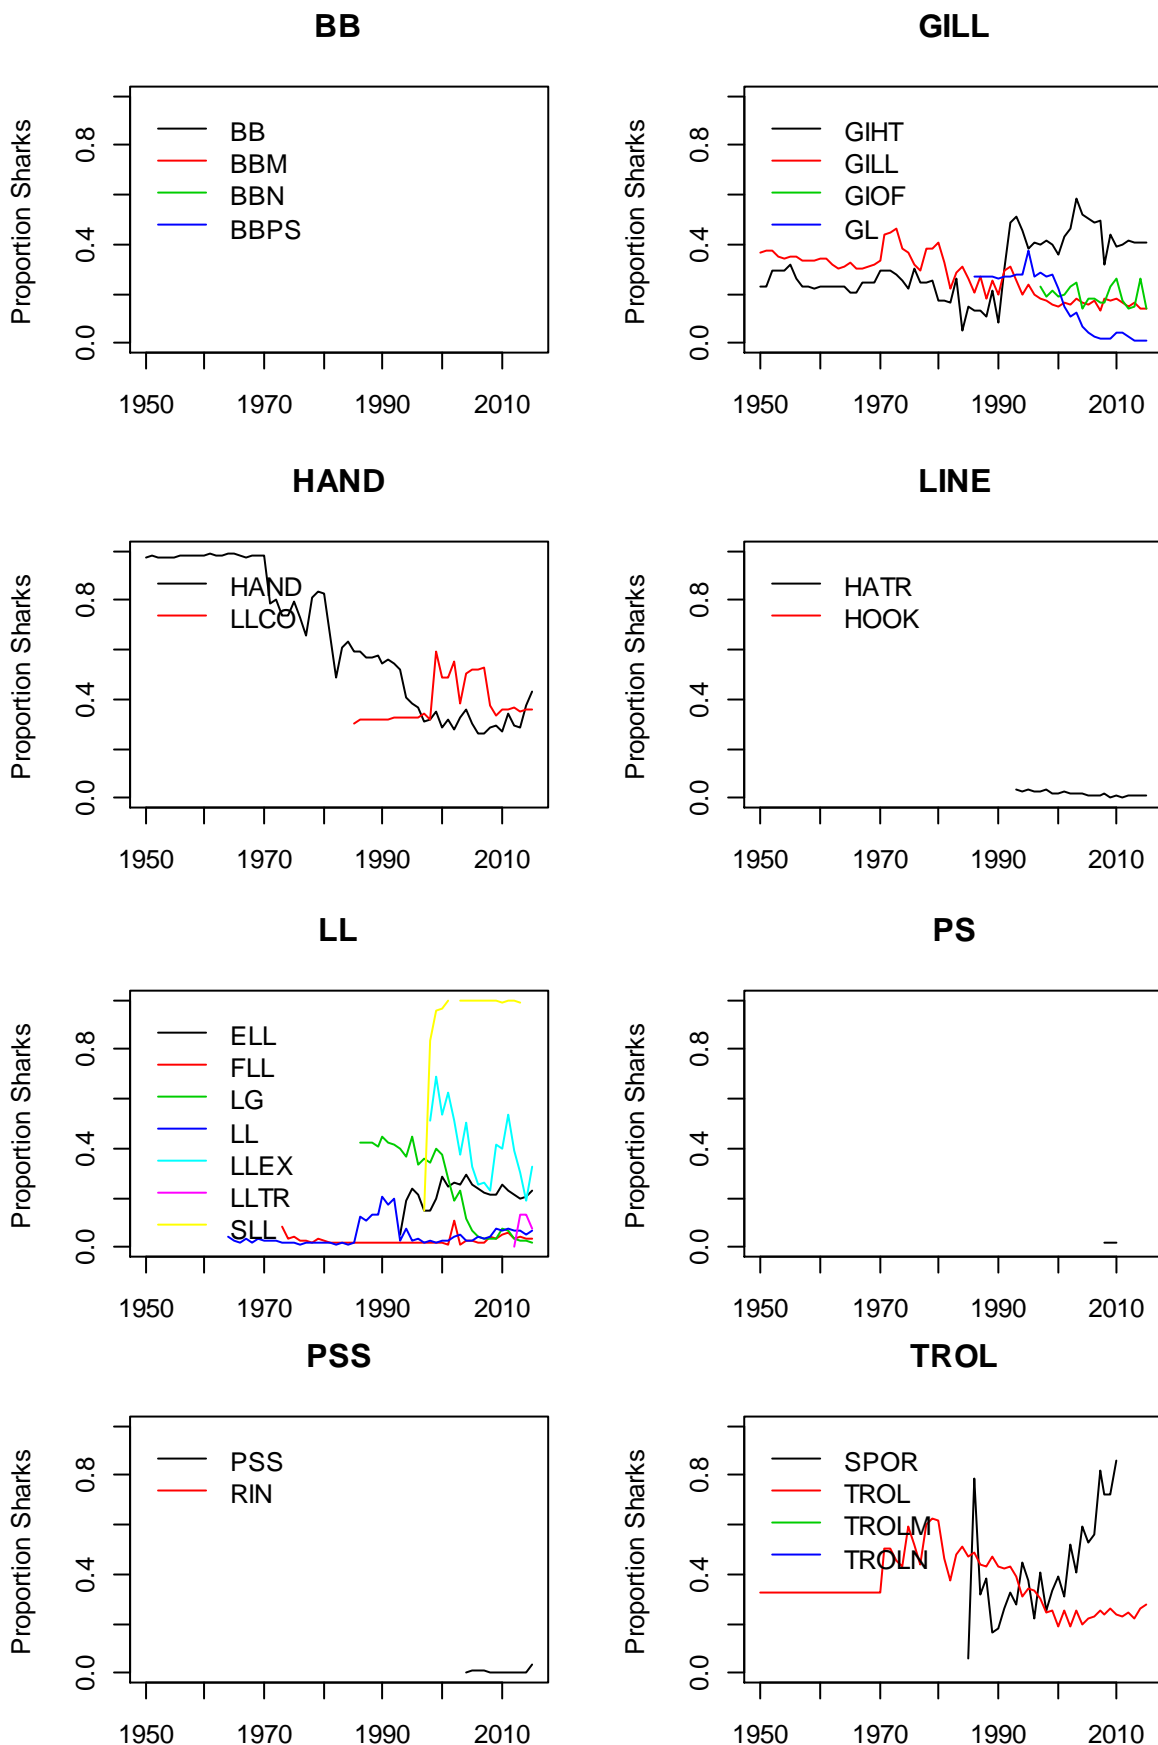 BB
Proportion Sharks
0.8
0.4
0.0
BB
BBM
BBN
BBPS
1950 1970 1990 2010
GILL
Proportion Sharks
0.8
0.4
0.0
GIHT
GILL
GIOF
GL
1950 1970 1990 2010
HAND
Proportion Sharks
0.8
0.4
0.0
HAND
LLCO
1950 1970 1990 2010
LINE
Proportion Sharks
0.8
0.4
0.0
HATR
HOOK
1950 1970 1990 2010
LL
Proportion Sharks
0.8
0.4
0.0
ELL
FLL
LG
LL
LLEX
LLTR
SLL
1950 1970 1990 2010
PS
Proportion Sharks
0.8
0.4
0.0
1950 1970 1990 2010
PSS
Proportion Sharks
0.8
0.4
0.0
PSS
RIN
1950 1970 1990 2010
TROL
Proportion Sharks
0.8
0.4
0.0
SPOR
TROL
TROLM
TROLN
1950 1970 1990 2010